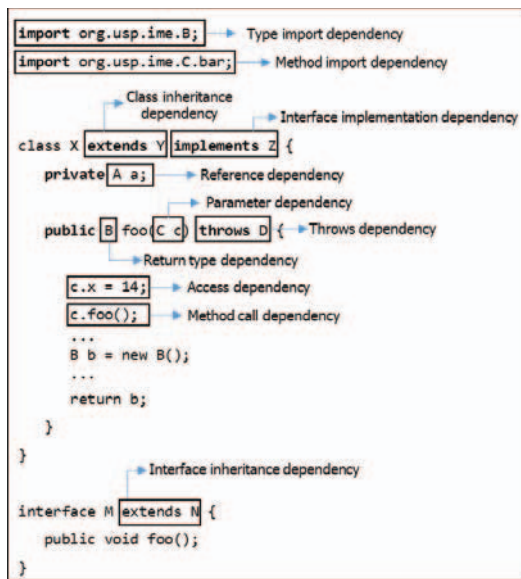 import org.usp.ime.B; Type import dependency
import org.usp.ime.C.bar; Method import dependency
Class inheritance
dependency
Interface implementation dependency
class X extends Y implements Z {
private A a; Reference dependency
Parameter dependency
public B foo(C c) throws D { Throws dependency
Return type dependency
c.x = 14; Access dependency
c.foo(); Method call dependency
...
B b = new B();
...
return b;
}
}
Interface inheritance dependency
interface M extends N {
public void foo();
}